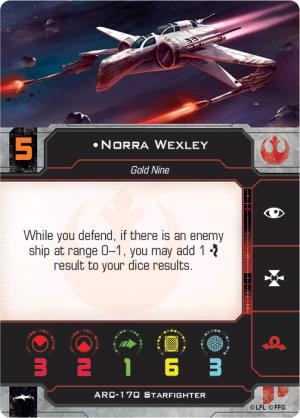 5
•Norra Wexley
Gold Nine
While you defend, if there is an enemy
ship at range 0–1, you may add 1
result to your dice results.
3 2 1 6 3
ARC-170 Starfighter
©LFL ©FFG